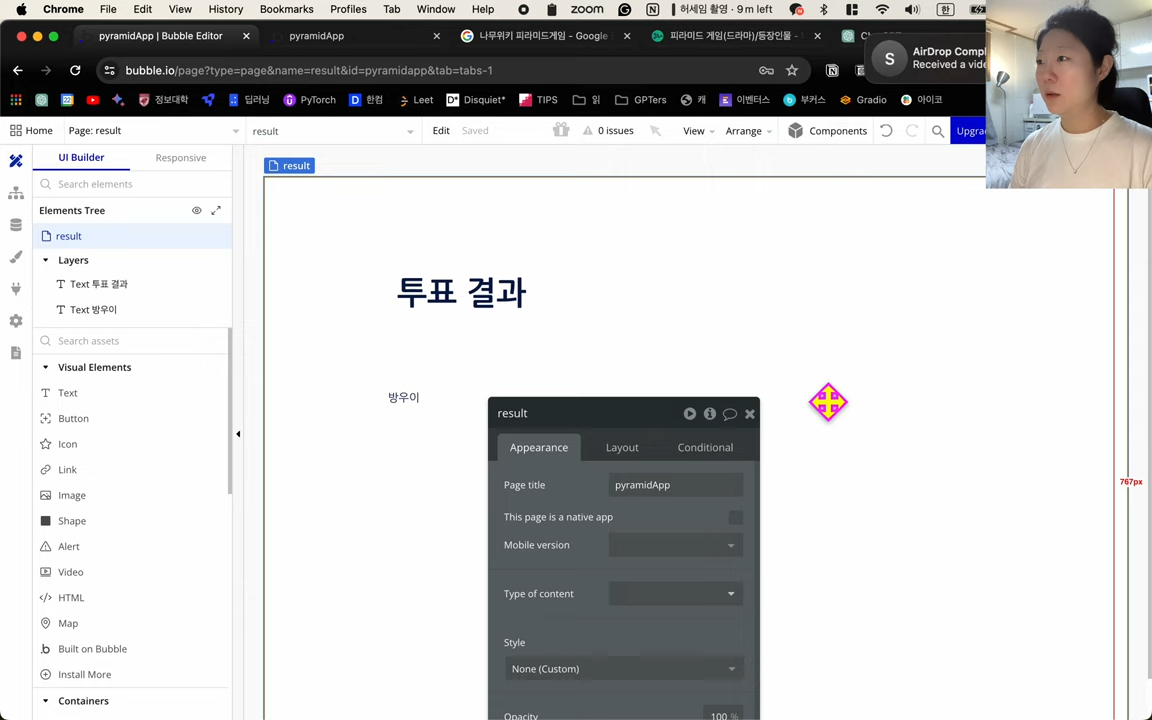 Chrome File Edit View History Bookmarks Profiles Tab Window Help zoom 허세임 촬영 · 9 m left 한
pyramidApp | Bubble Editor pyramidApp 나무위키 피라미드게임 - Google 피라미드 게임(드라마)/등장인물 -
S AirDrop Compl
Received a vide
bubble.io/page?type=page&name=result&id=pyramidapp&tab=tabs-1
정보대학 딥러닝 PyTorch D 한컴 Leet D* Disquiet* TIPS 읽 GPTers 캐 이벤터스 부커스 Gradio 아이코
Home Page: result result Edit Saved 0 issues View Arrange Components Upgra
UI Builder Responsive
Search elements
Elements Tree
result
Layers
Text 투표 결과
Text 방우이
Search assets
Visual Elements
Text
Button
Icon
Link
Image
Shape
Alert
Video
HTML
Map
Built on Bubble
Install More
Containers
result
투표 결과
방우이
767px
result
Appearance Layout Conditional
Page title pyramidApp
This page is a native app
Mobile version
Type of content
Style
None (Custom)
Opacity 100 %